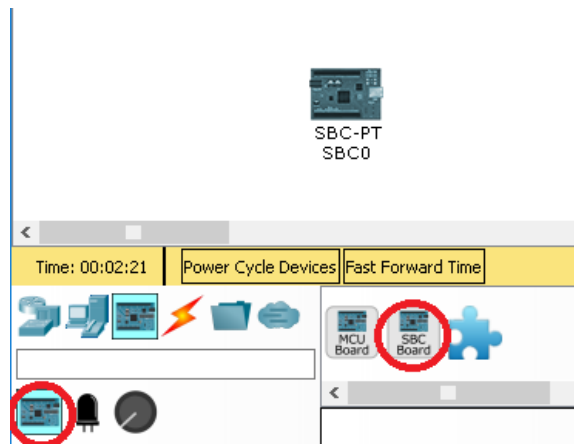 SBC-PT
SBC0
Time: 00:02:21
Power Cycle Devices
Fast Forward Time
MCU
Board
SBC
Board